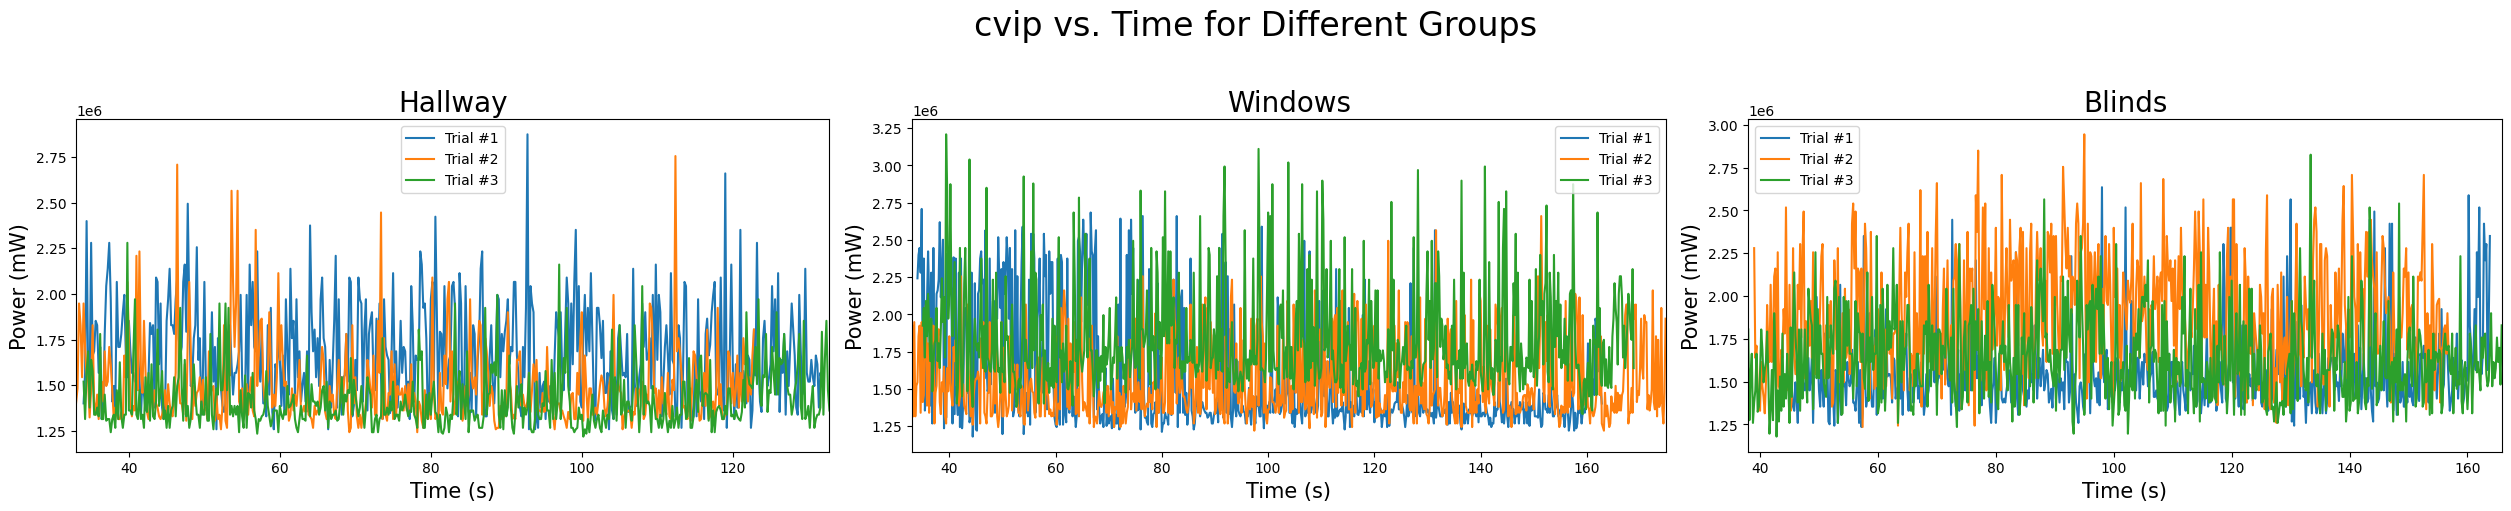 cvip vs. Time for Different Groups
Hallway
1e6
Power (mW)
2.75
2.50
2.25
2.00
1.75
1.50
1.25
Trial #1
Trial #2
Trial #3
40 60 80 100 120
Time (s)
Windows
1e6
Power (mW)
3.25
3.00
2.75
2.50
2.25
2.00
1.75
1.50
1.25
Trial #1
Trial #2
Trial #3
40 60 80 100 120 140 160
Time (s)
Blinds
1e6
Power (mW)
3.00
2.75
2.50
2.25
2.00
1.75
1.50
1.25
Trial #1
Trial #2
Trial #3
40 60 80 100 120 140 160
Time (s)